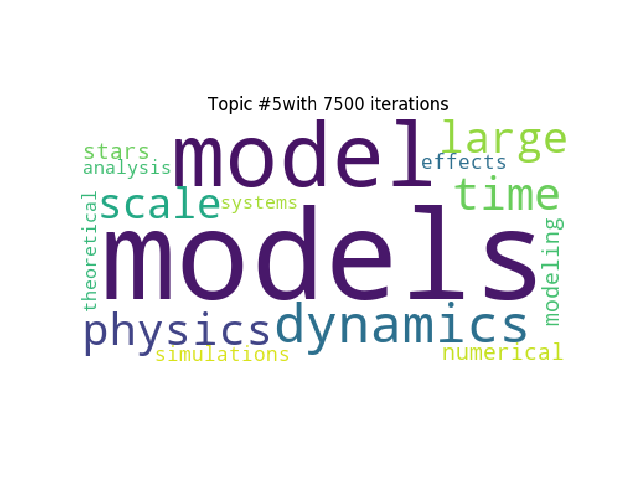 Topic #5with 7500 iterations
stars
model
large
analysis
effects
scale
systems
time
theoretical
models
modeling
physics
dynamics
simulations
numerical